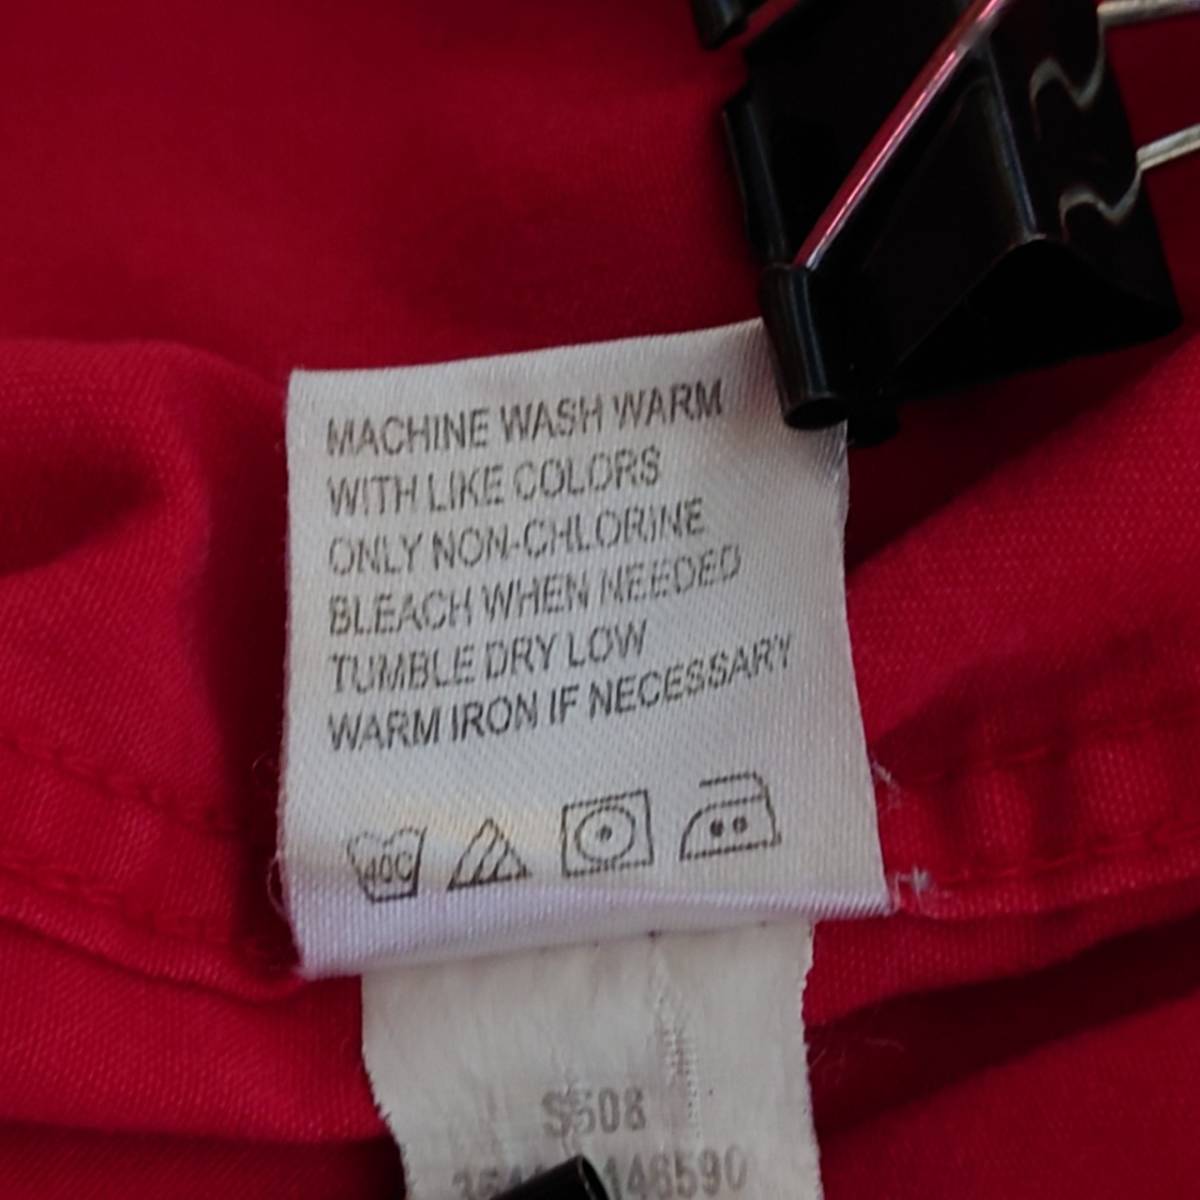 MACHINE WASH WARM
WITH LIKE COLORS
ONLY NON-CHLORINE
BLEACH WHEN NEEDED
TUMBLE DRY LOW
WARM IRON IF NECESSARY
40C
S508
146590